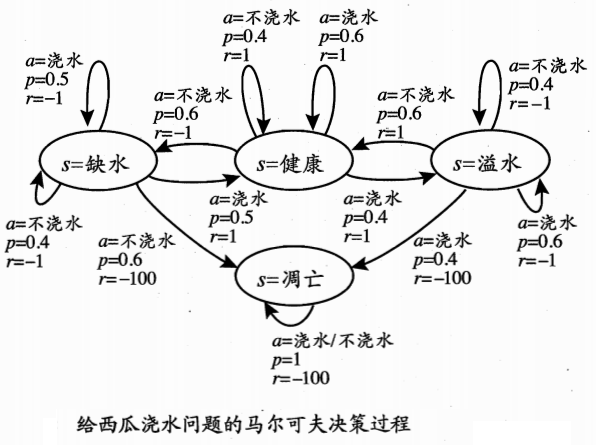 a=不浇水
p=0.4
r=1
a=浇水
p=0.6
r=1
a=浇水
p=0.5
r=-1
a=不浇水
p=0.6
r=-1
a=不浇水
p=0.6
r=1
a=不浇水
p=0.4
r=-1
s=缺水
s=健康
s=溢水
a=不浇水
p=0.4
r=-1
a=不浇水
p=0.6
r=-100
a=浇水
p=0.5
r=1
a=浇水
p=0.4
r=1
a=浇水
p=0.4
r=-100
a=浇水
p=0.6
r=-1
s=凋亡
a=浇水/不浇水
p=1
r=-100
给西瓜浇水问题的马尔可夫决策过程